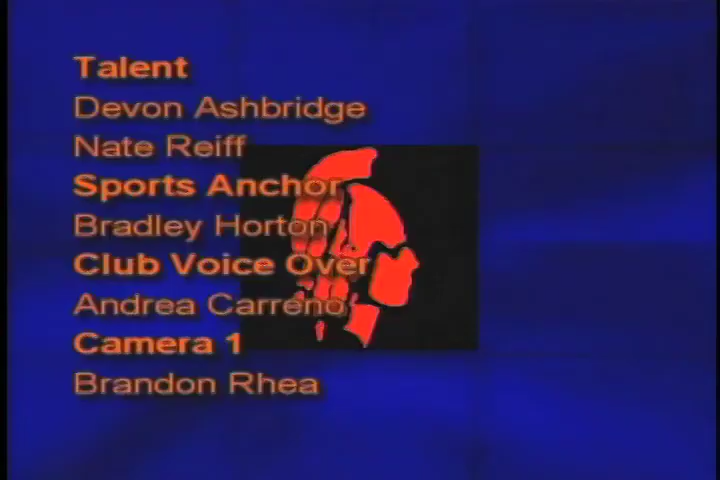 Talent
Devon Ashbridge
Nate Reiff
Sports Anchor
Bradley Horton
Club Voice Over
Andrea Carreno
Camera 1
Brandon Rhea